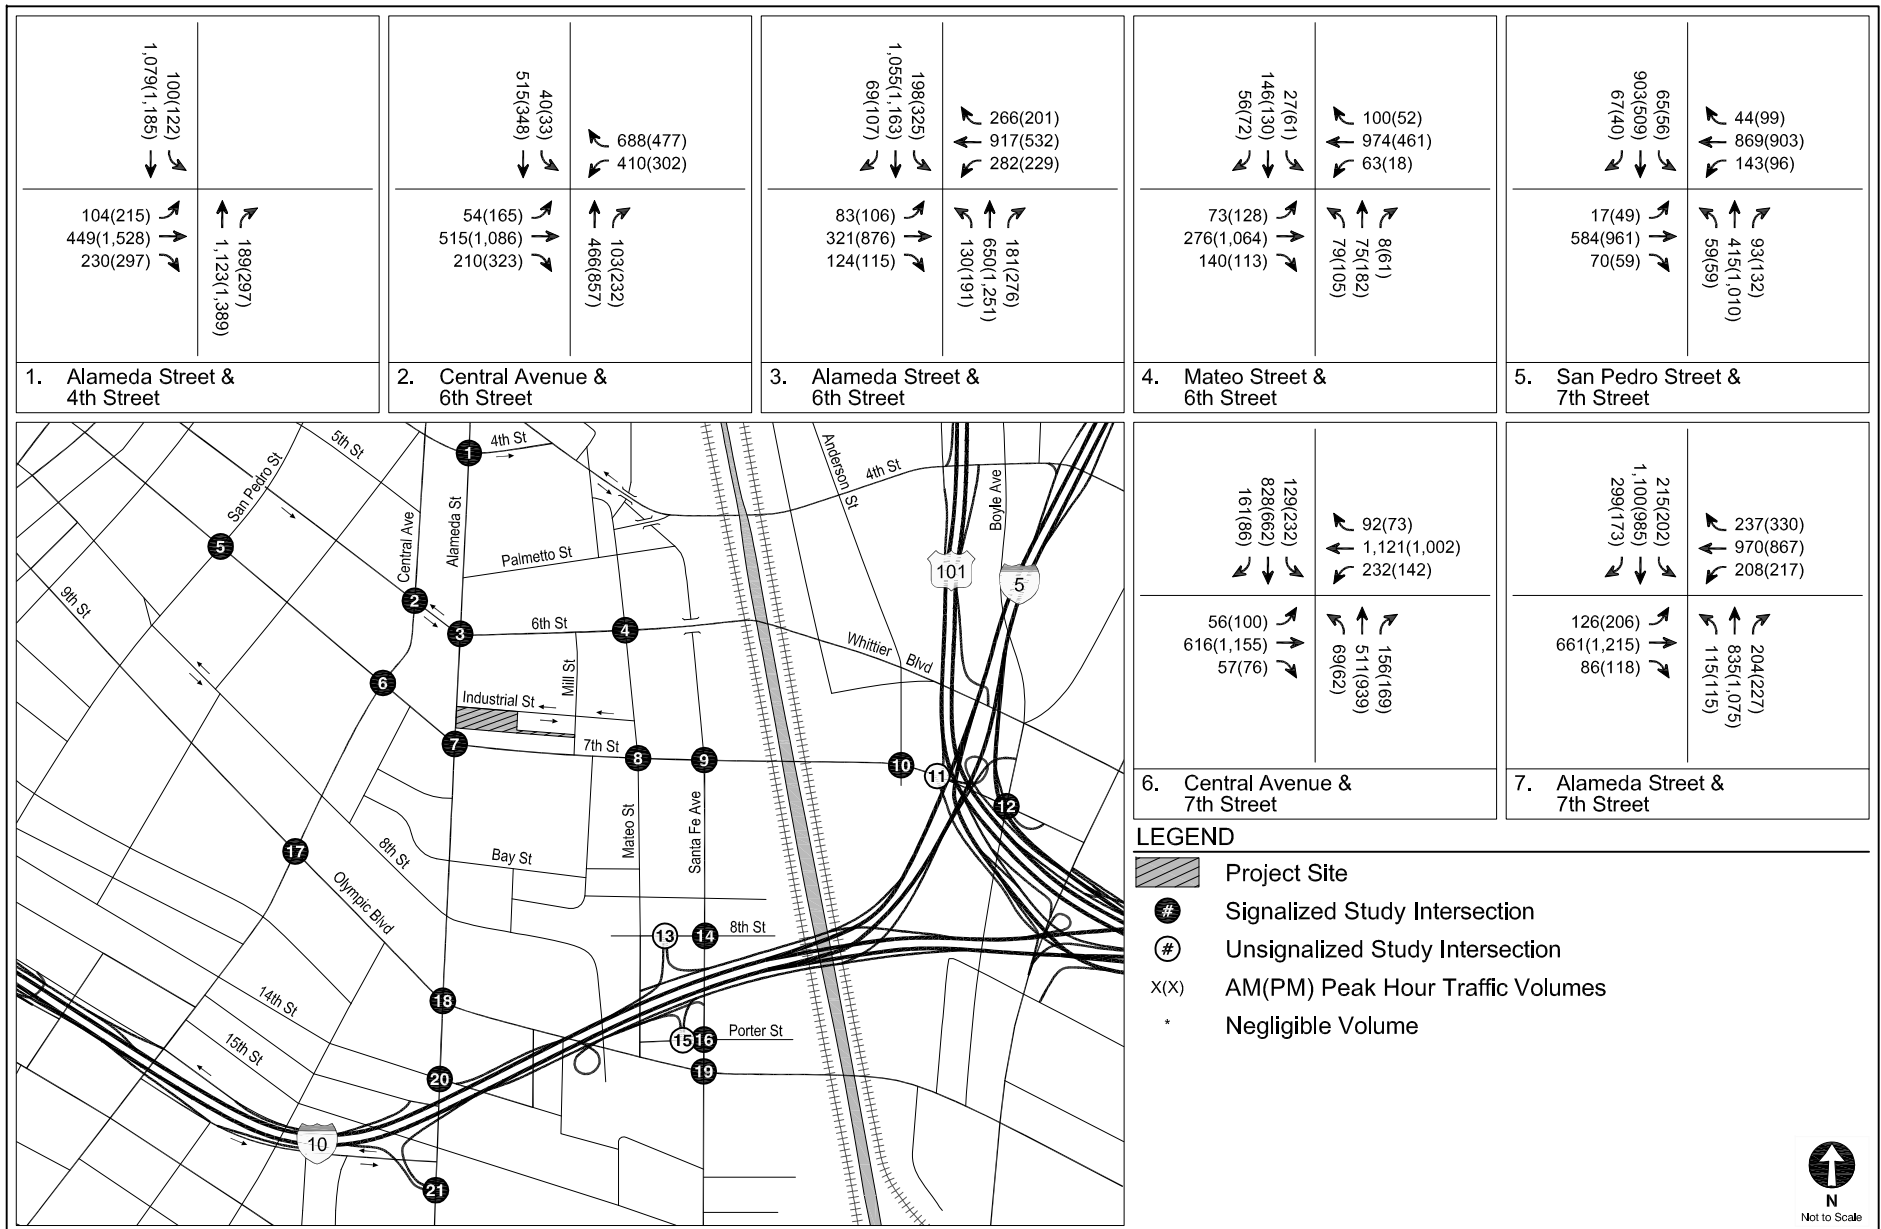 1,079(1,185)
100(122)
104(215)
449(1,528)
230(297)
1,123(1,389)
189(297)
1. Alameda Street &
4th Street
515(348)
40(33)
688(477)
410(302)
54(165)
515(1,086)
210(323)
466(857)
103(232)
2. Central Avenue &
6th Street
69(107)
1,055(1,163)
198(325)
266(201)
917(532)
282(229)
83(106)
321(876)
124(115)
130(191)
650(1,251)
181(276)
3. Alameda Street &
6th Street
56(72)
146(130)
27(61)
100(52)
974(461)
63(18)
73(128)
276(1,064)
140(113)
79(105)
75(182)
8(61)
4. Mateo Street &
6th Street
67(40)
903(509)
65(56)
44(99)
869(903)
143(96)
17(49)
584(961)
70(59)
59(59)
415(1,010)
93(132)
5. San Pedro Street &
7th Street
161(86)
828(662)
129(232)
92(73)
1,121(1,002)
232(142)
56(100)
616(1,155)
57(76)
69(62)
511(939)
156(169)
6. Central Avenue &
7th Street
299(173)
1,100(985)
215(202)
237(330)
970(867)
208(217)
126(206)
661(1,215)
86(118)
115(115)
835(1,075)
204(227)
7. Alameda Street &
7th Street
5th St
San Pedro St
1
4th St
Anderson St
4th St
Boyle Ave
5
Central Ave
Alameda St
Palmetto St
101
5
9th St
2
3
6th St
4
Whittier Blvd
6
Mill St
Industrial St
7
7th St
8
9
10
11
12
Mateo St
Santa Fe Ave
17
8th St
Bay St
Olympic Blvd
13
14
8th St
18
14th St
15
16
Porter St
15th St
19
20
10
21
LEGEND
Project Site
# Signalized Study Intersection
# Unsignalized Study Intersection
X(X) AM(PM) Peak Hour Traffic Volumes
* Negligible Volume
N
Not to Scale